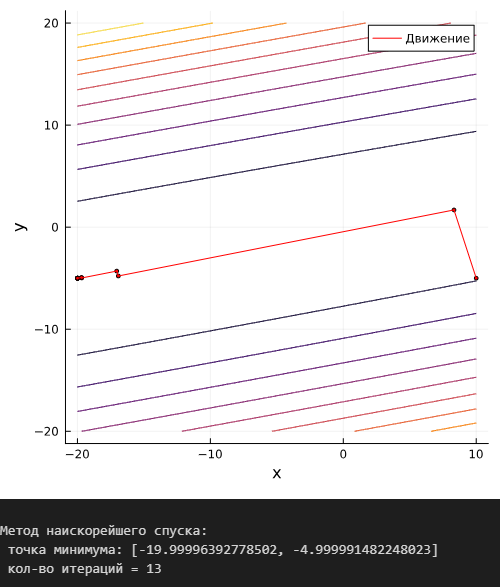 20
Движение
10
y
0
−10
−20
−20
−10
0
10
x
Метод наискорейшего спуска:
точка минимума: [-19.99996392778502, -4.999991482248023]
кол-во итераций = 13